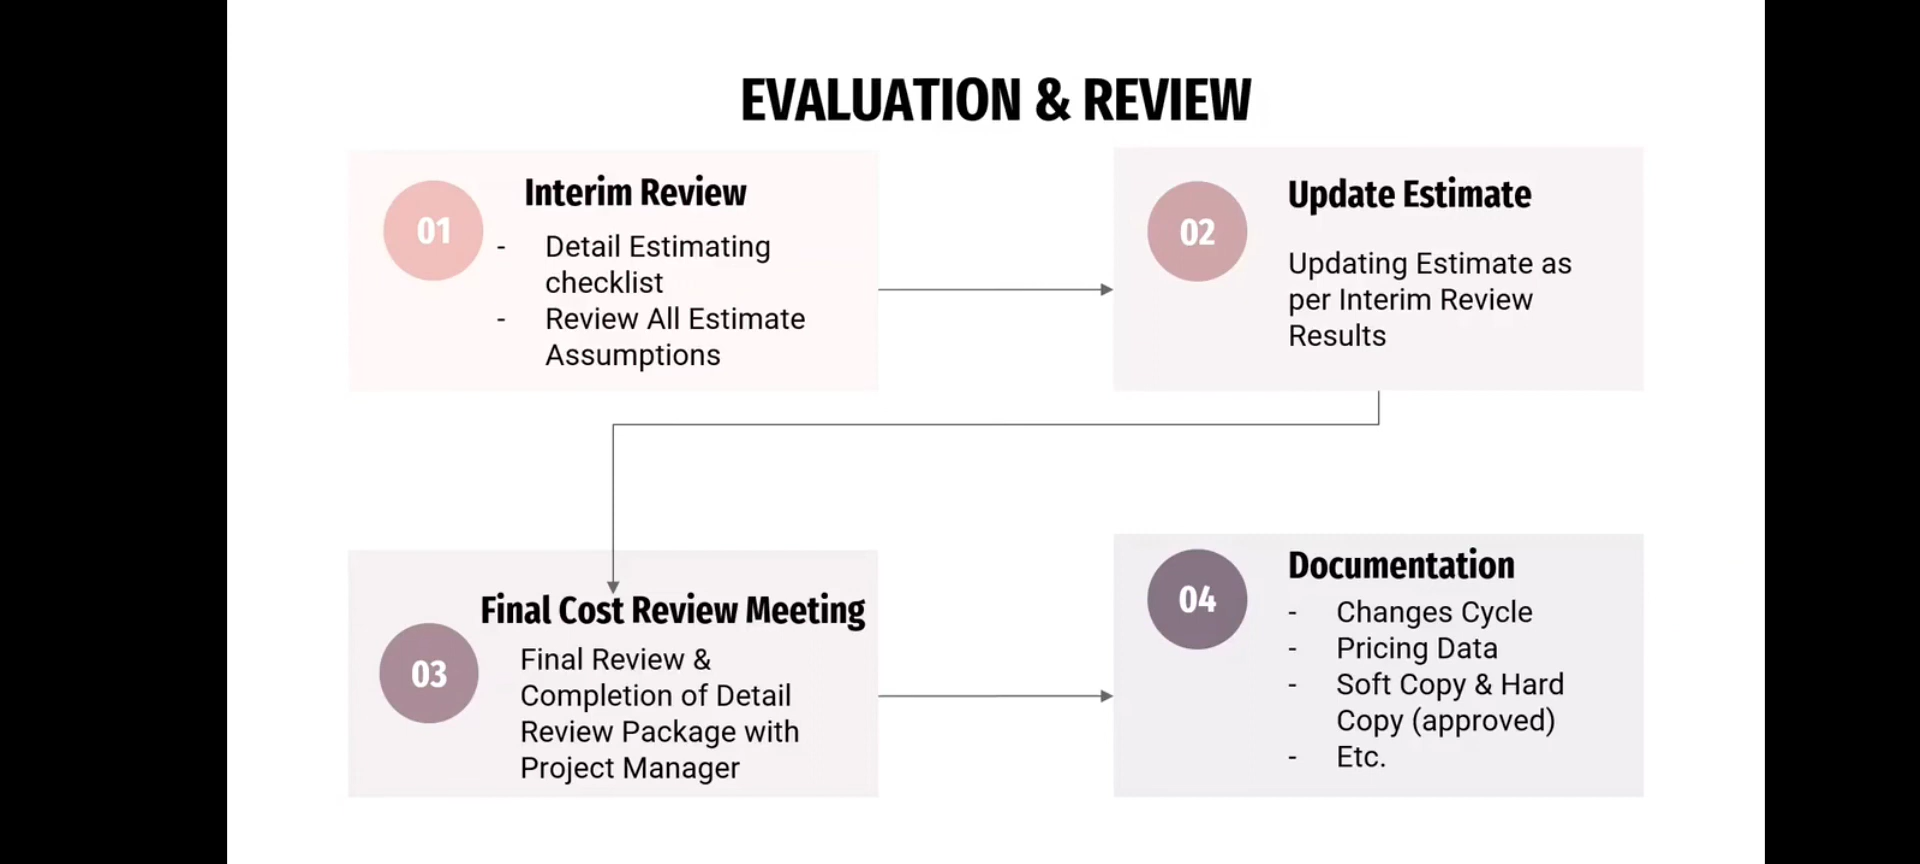 EVALUATION & REVIEW
01
Interim Review
- Detail Estimating
checklist
- Review All Estimate
Assumptions
02
Update Estimate
Updating Estimate as
per Interim Review
Results
03
Final Cost Review Meeting
Final Review &
Completion of Detail
Review Package with
Project Manager
04
Documentation
- Changes Cycle
- Pricing Data
- Soft Copy & Hard
Copy (approved)
- Etc.